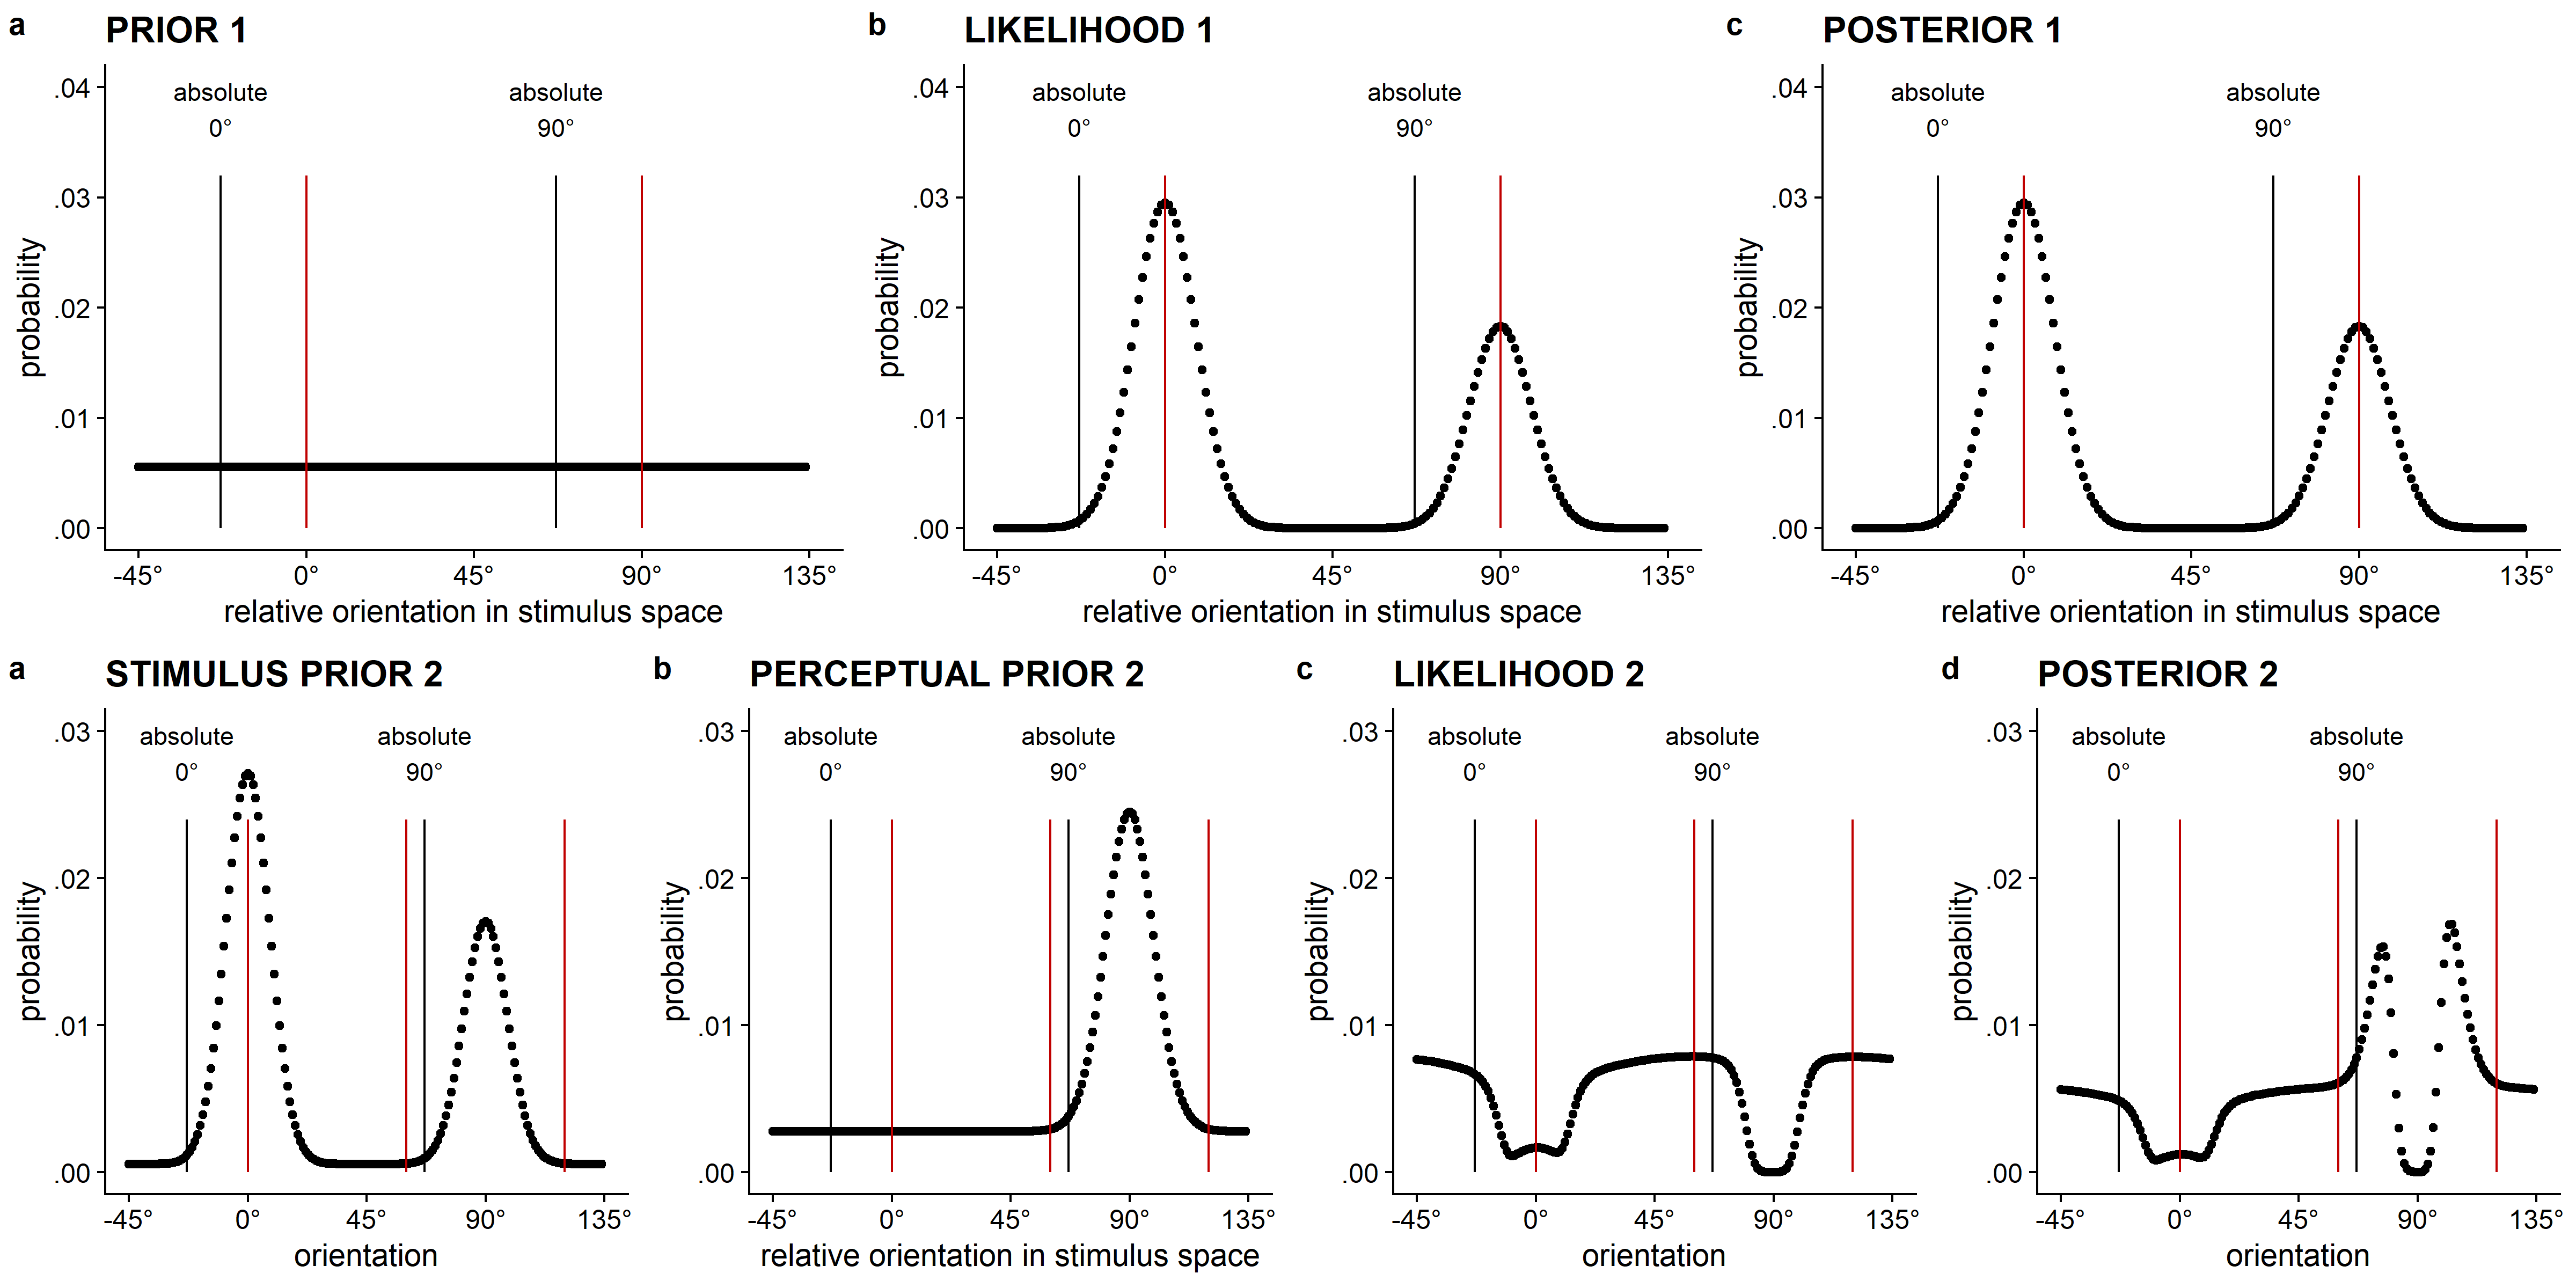 a PRIOR 1
.04
.03
.02
.01
.00
absolute
0°
absolute
90°
probability
-45° 0° 45° 90° 135°
relative orientation in stimulus space
b LIKELIHOOD 1
.04
.03
.02
.01
.00
absolute
0°
absolute
90°
probability
-45° 0° 45° 90° 135°
relative orientation in stimulus space
c POSTERIOR 1
.04
.03
.02
.01
.00
absolute
0°
absolute
90°
probability
-45° 0° 45° 90° 135°
relative orientation in stimulus space
a STIMULUS PRIOR 2
.03
.02
.01
.00
absolute
0°
absolute
90°
probability
-45° 0° 45° 90° 135°
orientation
b PERCEPTUAL PRIOR 2
.03
.02
.01
.00
absolute
0°
absolute
90°
probability
-45° 0° 45° 90° 135°
relative orientation in stimulus space
c LIKELIHOOD 2
.03
.02
.01
.00
absolute
0°
absolute
90°
probability
-45° 0° 45° 90° 135°
orientation
d POSTERIOR 2
.03
.02
.01
.00
absolute
0°
absolute
90°
probability
-45° 0° 45° 90° 135°
orientation